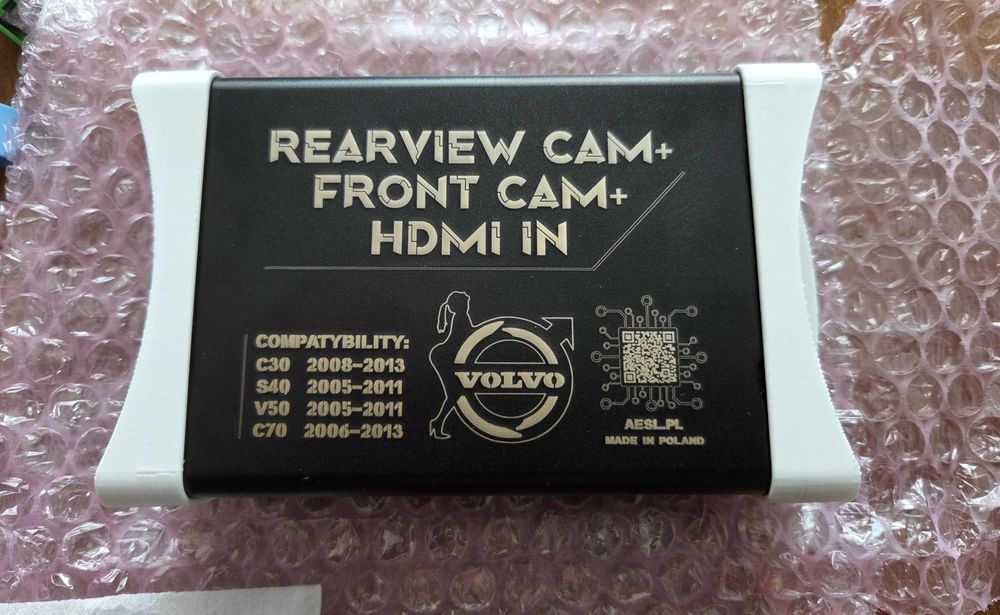 REARVIEW CAM+
FRONT CAM+
HDMI IN
COMPATYBILITY:
C30 2008-2013
S40 2005-2011
V50 2005-2011
C70 2006-2013
VOLVO
AESL.PL
MADE IN POLAND